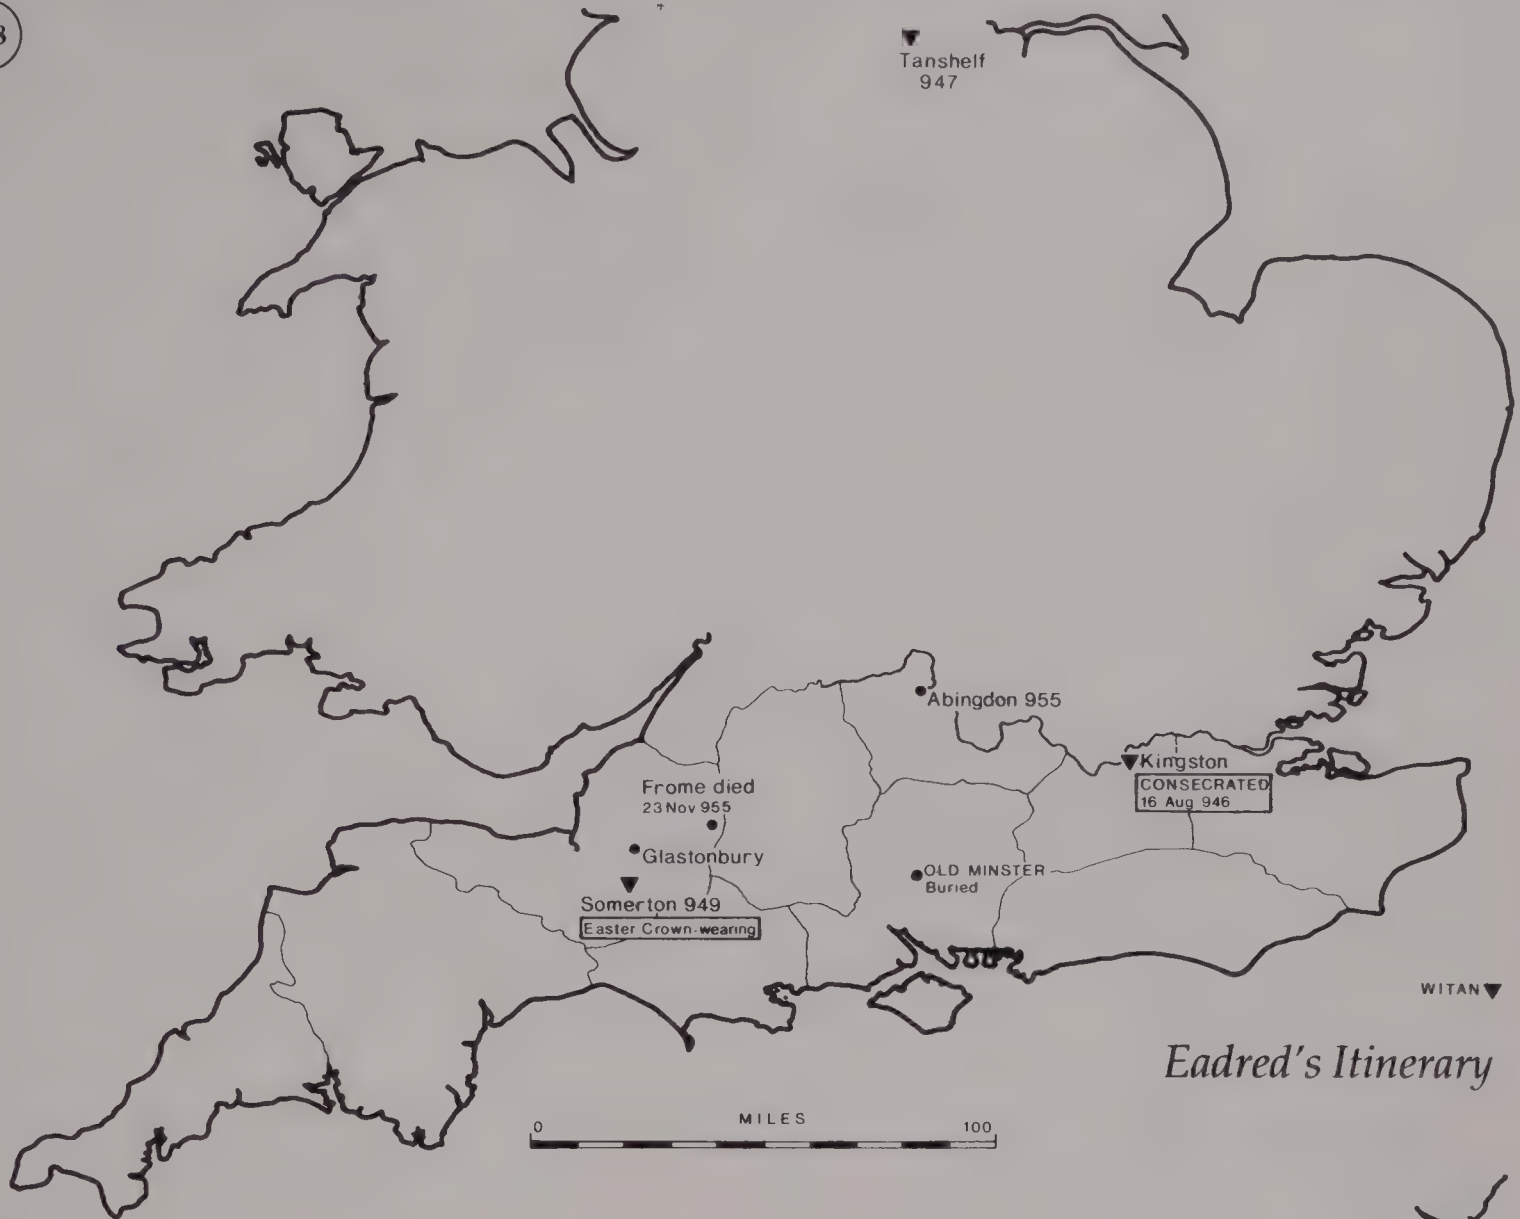 Tanshelf
947
Abingdon 955
Kingston
CONSECRATED
16 Aug 946
Frome died
23 Nov 955
Glastonbury
OLD MINSTER
Buried
Somerton 949
Easter Crown-wearing
WITAN
Eadred's Itinerary
MILES
0 100